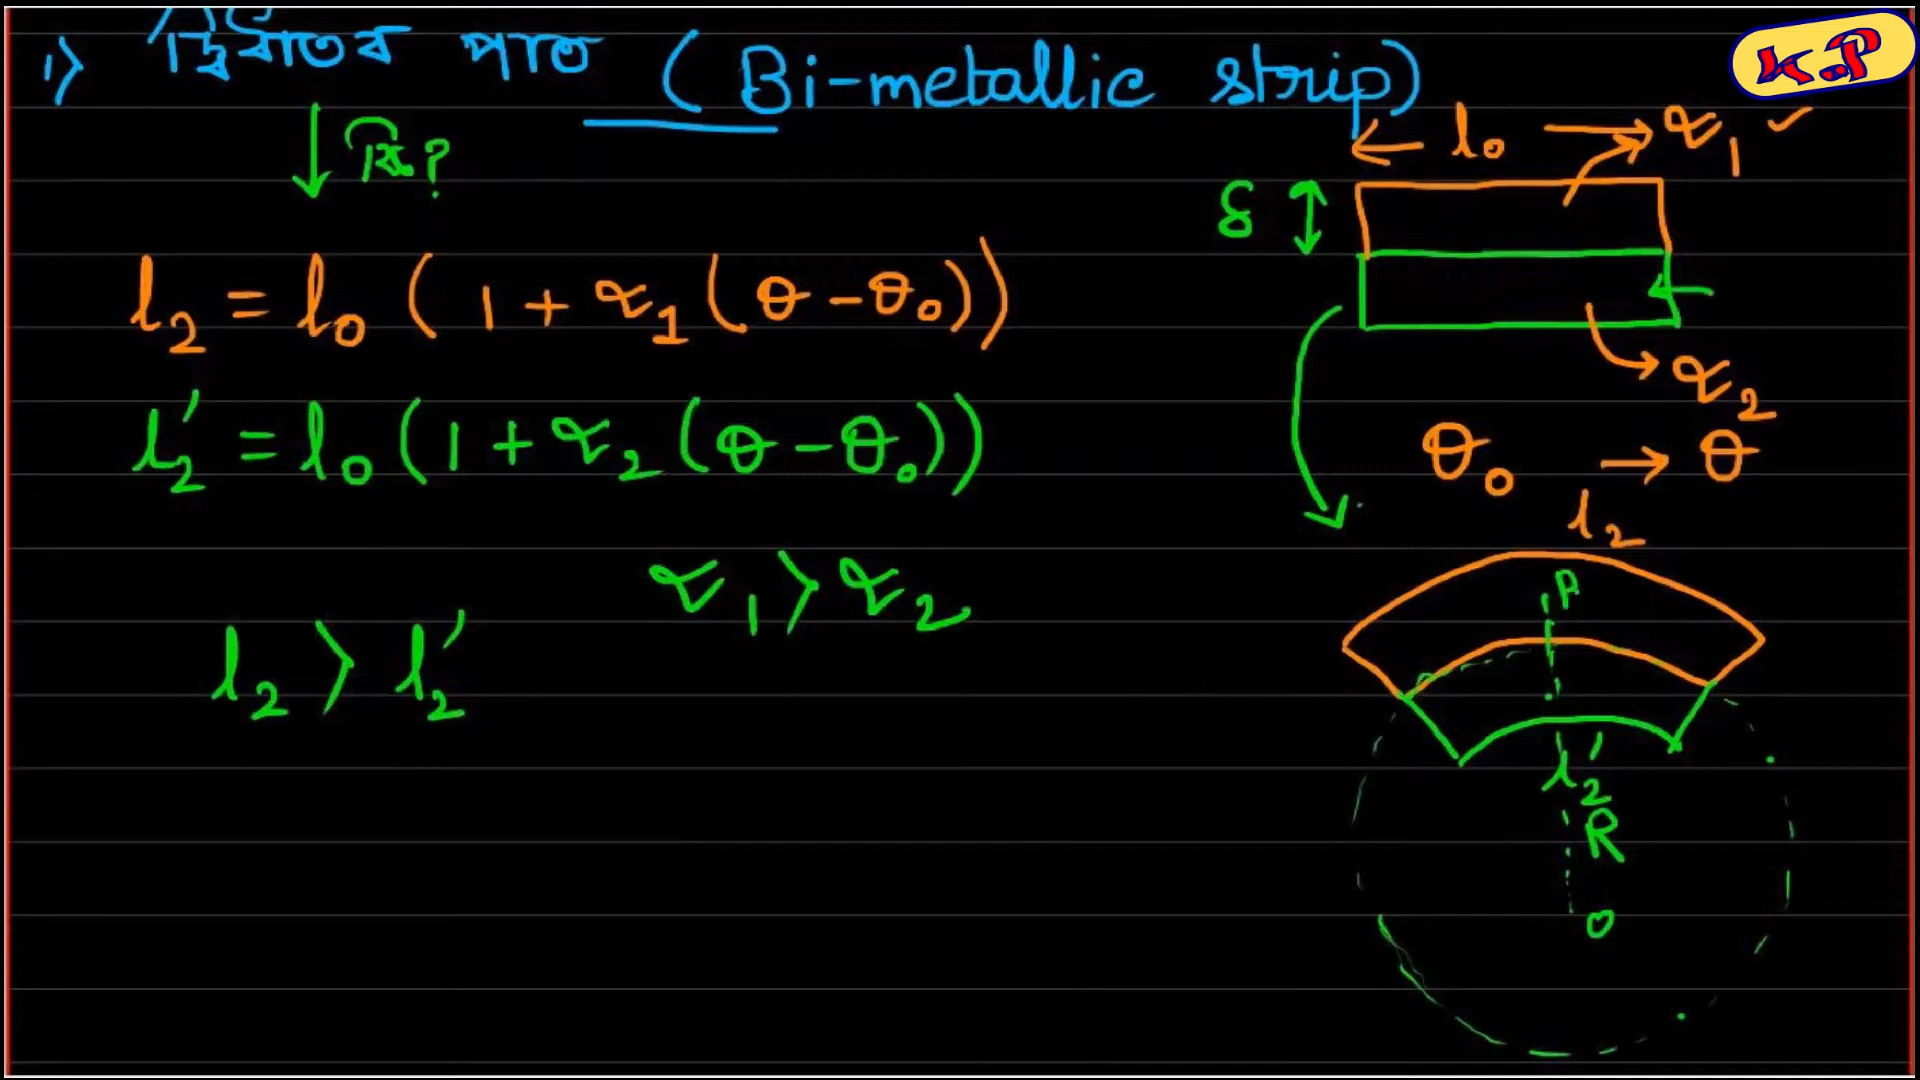 ১) দ্বিধাতব পাত (Bi-metallic strip)
কি?
l₂ = l₀ (1 + α₁ (θ - θ₀))
l₂' = l₀ (1 + α₂ (θ - θ₀))
α₁ > α₂
l₂ > l₂'
K.P
l₀ α₁ ✓
δ
α₂
θ₀ → θ
l₂
l₂'
R
O